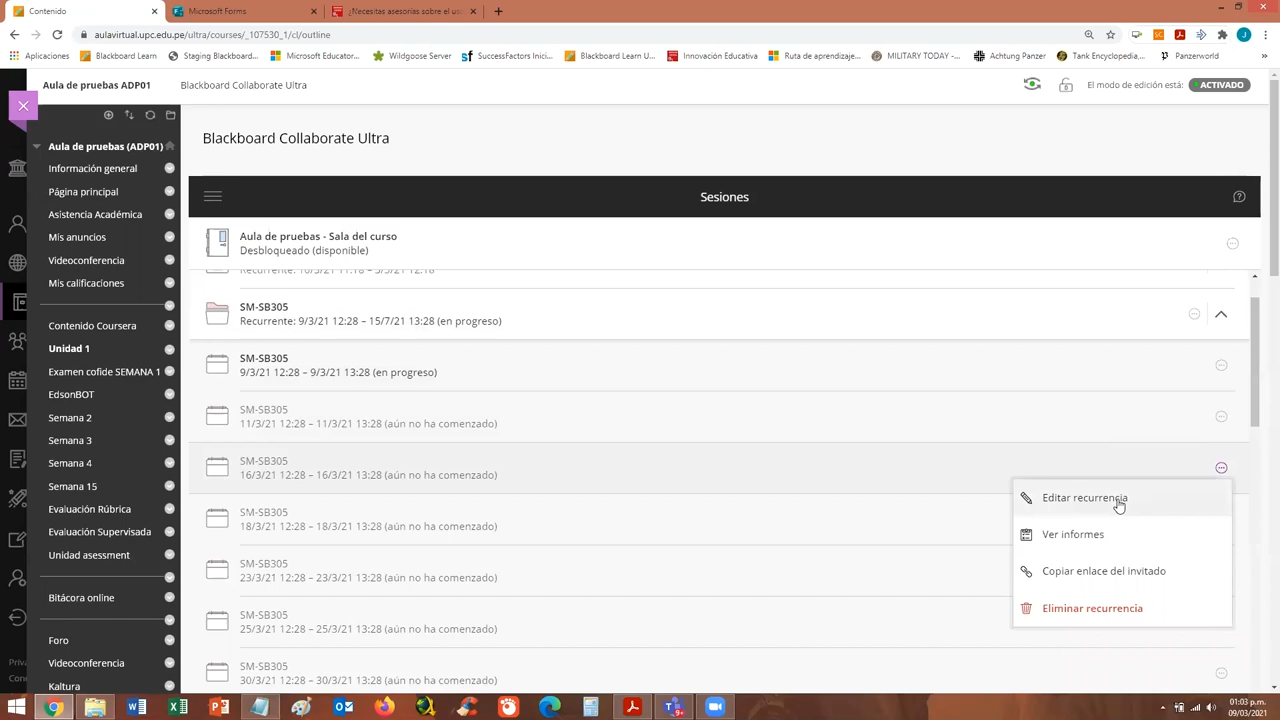 Contenido
Microsoft Forms
¿Necesitas asesorías sobre el us
aulavirtual.upc.edu.pe/ultra/courses/_107530_1/cl/outline
Aplicaciones
Blackboard Learn
Staging Blackboard...
Microsoft Educator...
Wildgoose Server
SuccessFactors Inici...
Blackboard Learn U...
Innovación Educativa
Ruta de aprendizaje...
MILITARY TODAY -...
Achtung Panzer
Tank Encyclopedia,...
Panzerworld
Aula de pruebas ADP01
Blackboard Collaborate Ultra
El modo de edición está:
ACTIVADO
Aula de pruebas (ADP01)
Información general
Página principal
Asistencia Académica
Mis anuncios
Videoconferencia
Mis calificaciones
Contenido Coursera
Unidad 1
Examen cofide SEMANA 1
EdsonBOT
Semana 2
Semana 3
Semana 4
Semana 15
Evaluación Rúbrica
Evaluación Supervisada
Unidad asessment
Bitácora online
Foro
Videoconferencia
Kaltura
Priva
Blackboard Collaborate Ultra
Sesiones
Aula de pruebas - Sala del curso
Desbloqueado (disponible)
SM-SB305
Recurrente: 9/3/21 12:28 – 15/7/21 13:28 (en progreso)
SM-SB305
9/3/21 12:28 – 9/3/21 13:28 (en progreso)
SM-SB305
11/3/21 12:28 – 11/3/21 13:28 (aún no ha comenzado)
SM-SB305
16/3/21 12:28 – 16/3/21 13:28 (aún no ha comenzado)
SM-SB305
18/3/21 12:28 – 18/3/21 13:28 (aún no ha comenzado)
SM-SB305
23/3/21 12:28 – 23/3/21 13:28 (aún no ha comenzado)
SM-SB305
25/3/21 12:28 – 25/3/21 13:28 (aún no ha comenzado)
SM-SB305
30/3/21 12:28 – 30/3/21 13:28 (aún no ha comenzado)
Editar recurrencia
Ver informes
Copiar enlace del invitado
Eliminar recurrencia
01:03 p.m.
09/03/2021